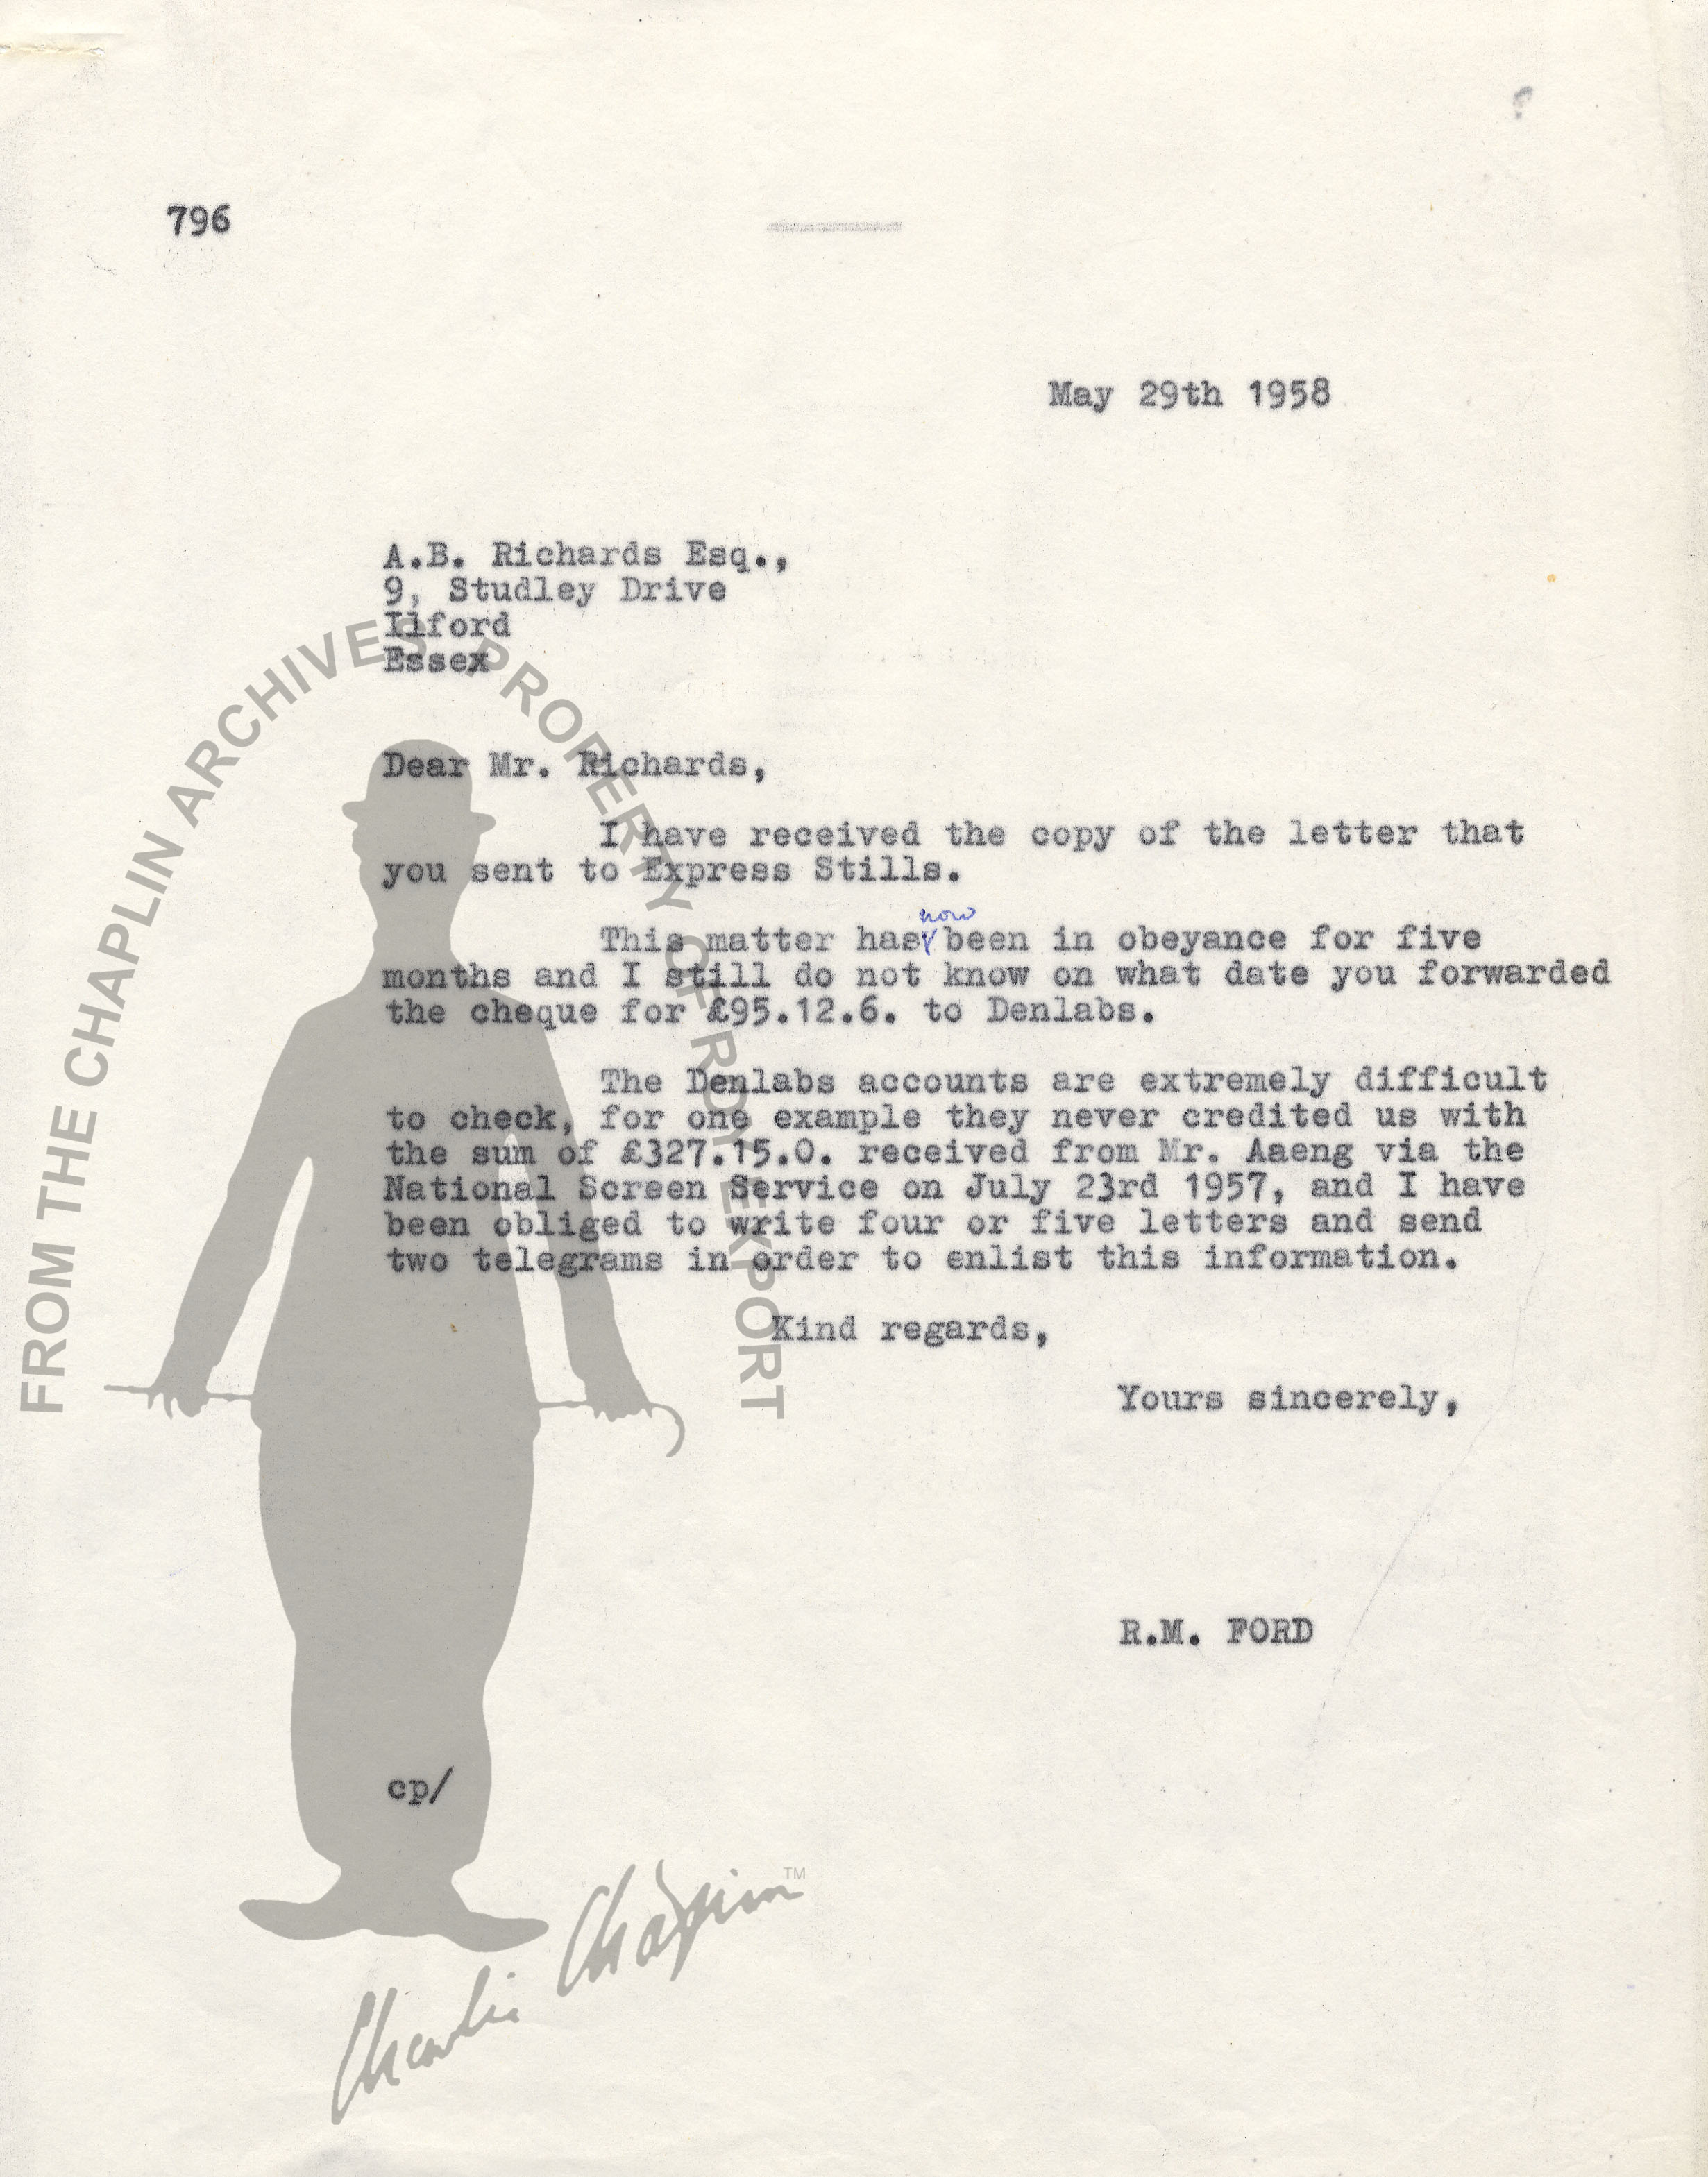 796
May 29th 1958
A.B. Richards Esq.,
9, Studley Drive
Ilford
Essex
Dear Mr. Richards,
I have received the copy of the letter that
you sent to Express Stills.
now
This matter has been in obeyance for five
months and I still do not know on what date you forwarded
the cheque for £95.12.6. to Denlabs.
The Denlabs accounts are extremely difficult
to check, for one example they never credited us with
the sum of £327.15.0. received from Mr. Aaeng via the
National Screen Service on July 23rd 1957, and I have
been obliged to write four or five letters and send
two telegrams in order to enlist this information.
Kind regards,
Yours sincerely,
R.M. FORD
cp/
FROM THE CHAPLIN ARCHIVES PROPERTY OF ROY EXPORT
Charlie Chaplin™